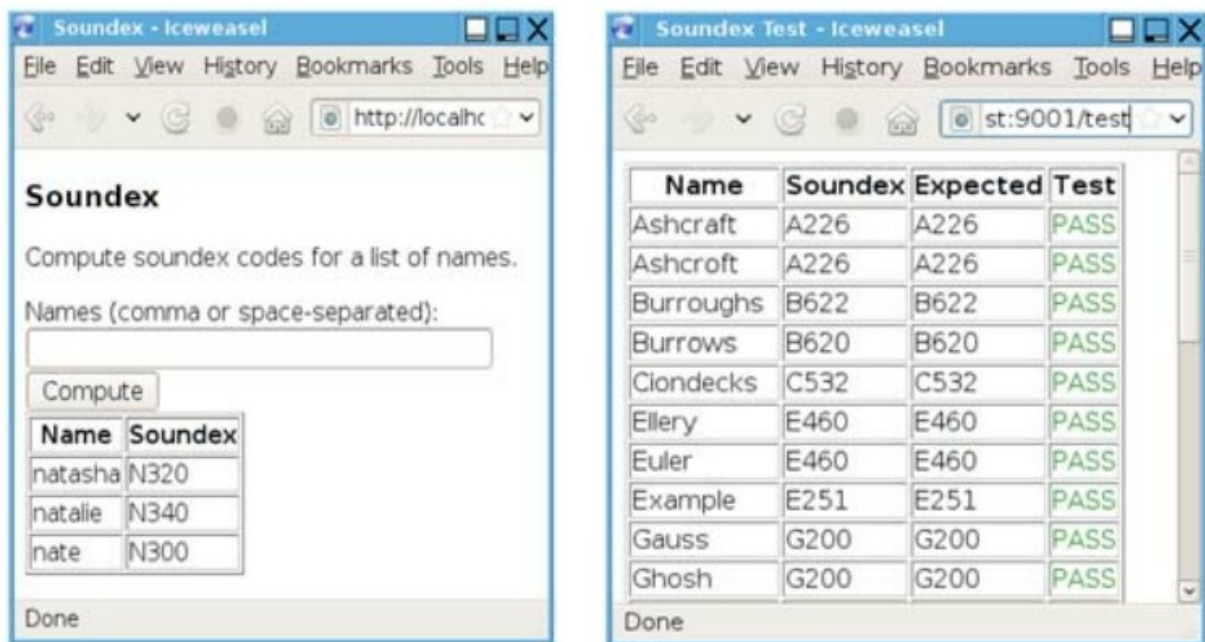 Soundex - Iceweasel
File Edit View History Bookmarks Tools Help
http://localhc
Soundex
Compute soundex codes for a list of names.
Names (comma or space-separated):
Compute
Name Soundex
natasha N320
natalie N340
nate N300
Done
Soundex Test - Iceweasel
File Edit View History Bookmarks Tools Help
st:9001/test
Name Soundex Expected Test
Ashcraft A226 A226 PASS
Ashcroft A226 A226 PASS
Burroughs B622 B622 PASS
Burrows B620 B620 PASS
Ciondecks C532 C532 PASS
Ellery E460 E460 PASS
Euler E460 E460 PASS
Example E251 E251 PASS
Gauss G200 G200 PASS
Ghosh G200 G200 PASS
Done